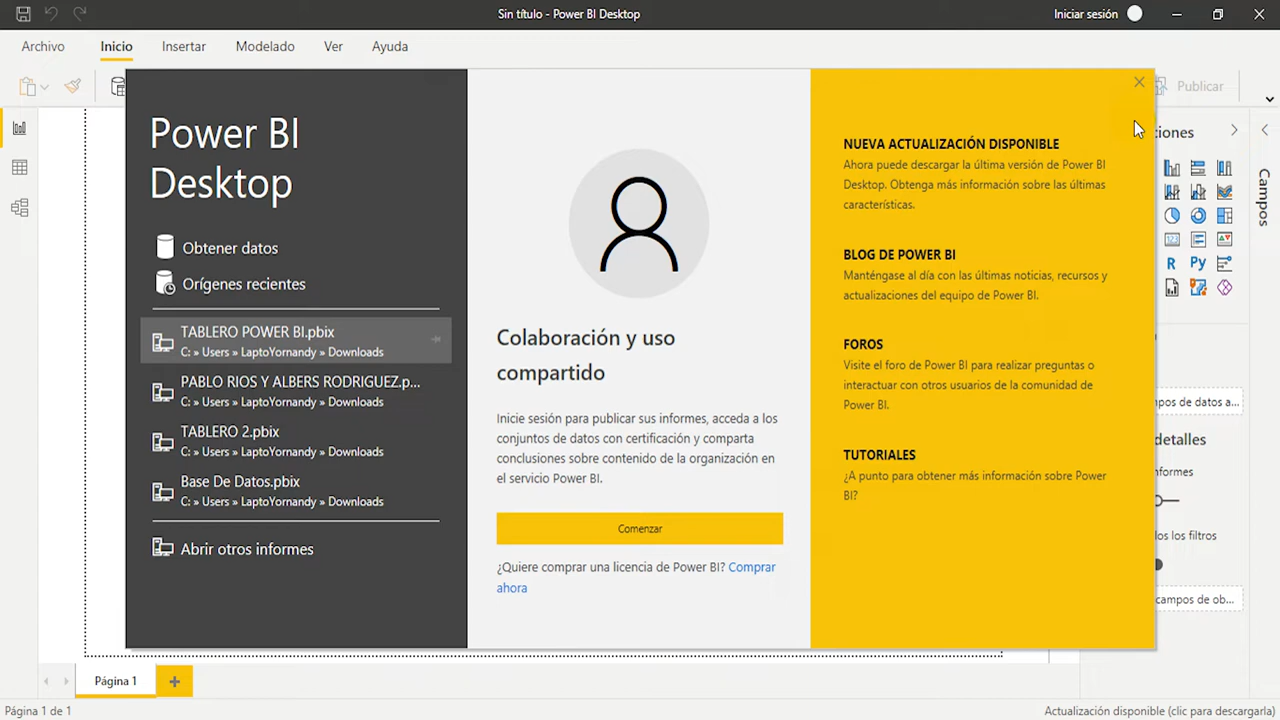 Sin título - Power BI Desktop
Iniciar sesión
Archivo
Inicio
Insertar
Modelado
Ver
Ayuda
Publicar
Power BI
Desktop
Obtener datos
Orígenes recientes
TABLERO POWER BI.pbix
C: » Users » LaptoYornandy » Downloads
PABLO RIOS Y ALBERS RODRIGUEZ.p...
C: » Users » LaptoYornandy » Downloads
TABLERO 2.pbix
C: » Users » LaptoYornandy » Downloads
Base De Datos.pbix
C: » Users » LaptoYornandy » Downloads
Abrir otros informes
Colaboración y uso
compartido
Inicie sesión para publicar sus informes, acceda a los
conjuntos de datos con certificación y comparta
conclusiones sobre contenido de la organización en
el servicio Power BI.
Comenzar
¿Quiere comprar una licencia de Power BI? Comprar
ahora
NUEVA ACTUALIZACIÓN DISPONIBLE
Ahora puede descargar la última versión de Power BI
Desktop. Obtenga más información sobre las últimas
características.
BLOG DE POWER BI
Manténgase al día con las últimas noticias, recursos y
actualizaciones del equipo de Power BI.
FOROS
Visite el foro de Power BI para realizar preguntas o
interactuar con otros usuarios de la comunidad de
Power BI.
TUTORIALES
¿A punto para obtener más información sobre Power
BI?
ciones
Campos
R
Py
pos de datos a...
detalles
nformes
los los filtros
campos de ob...
Página 1
Página 1 de 1
Actualización disponible (clic para descargarla)